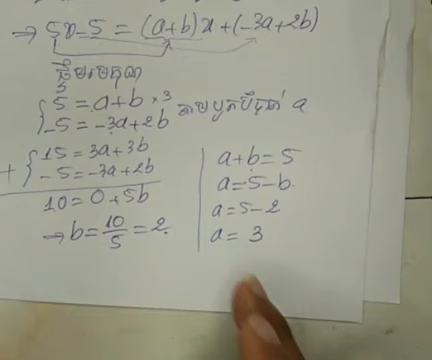 → 5x-5 = (a+b)x+(-3a+2b)
ផ្ទឹមមេគុណ
{5 = a+b ×3
-5 = -3a+2b
+ {15 = 3a+3b
-5 = -3a+2b
10 = 0+5b
→ b = 10/5 = 2
a+b=5
a=5-b
a=5-2
a= 3